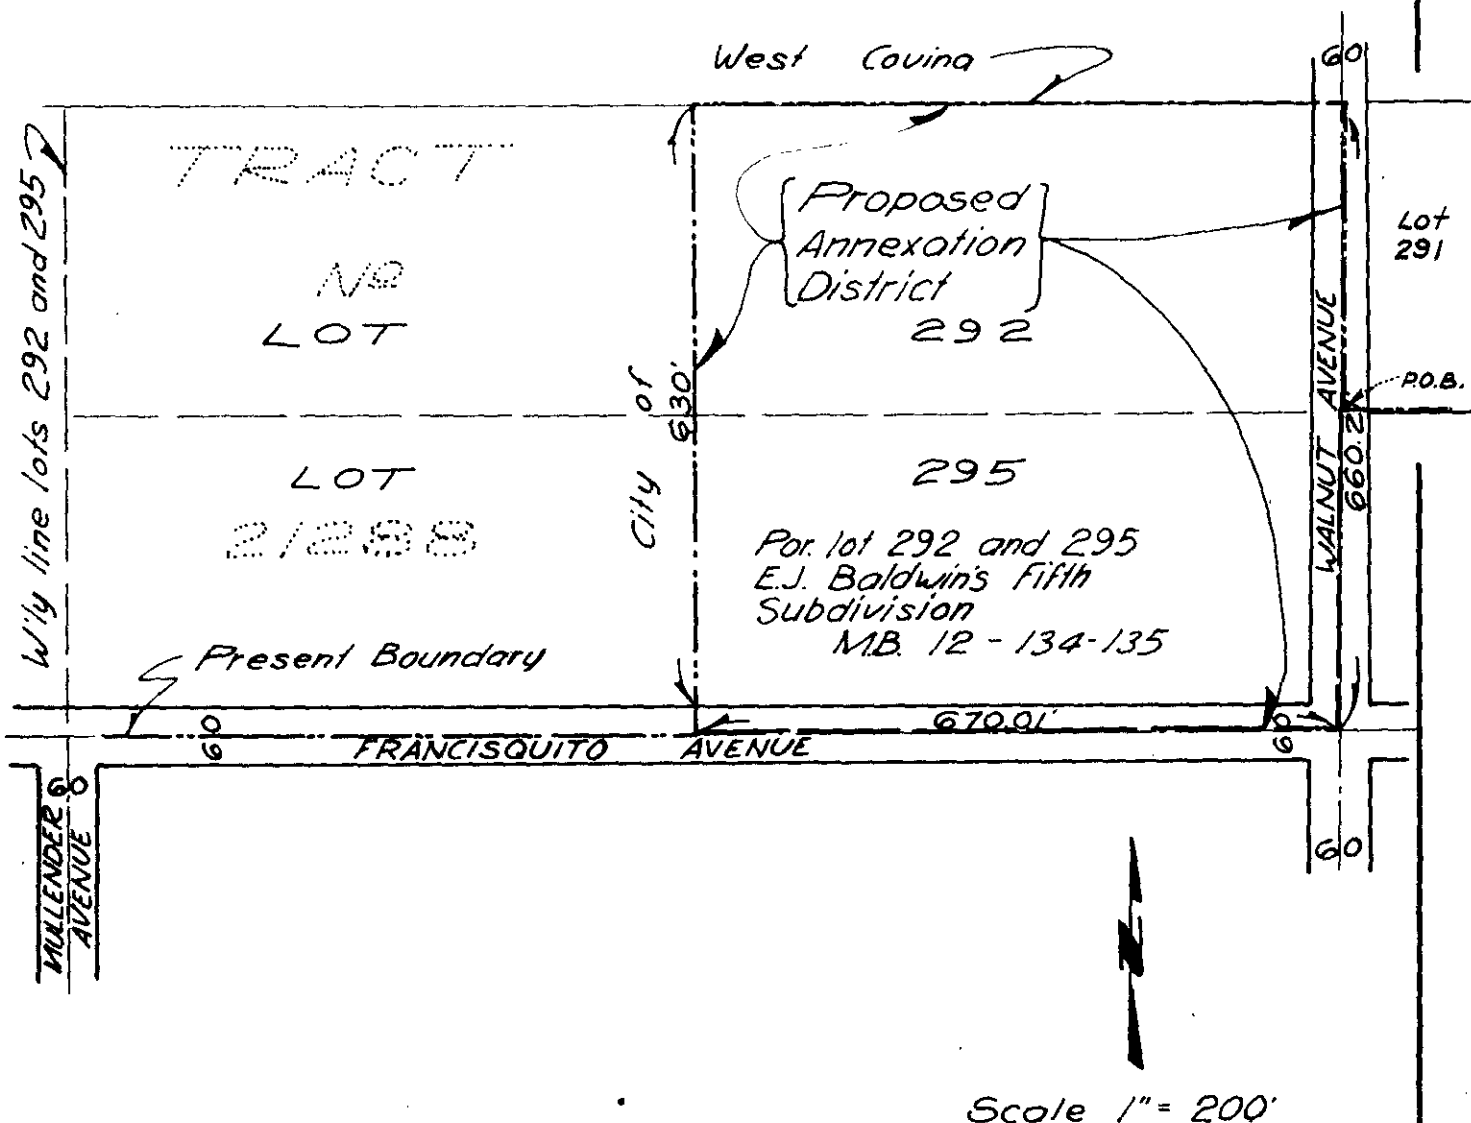 West Covina
60
W'ly line lots 292 and 295
TRACT
Nº
LOT
Proposed
Annexation
District
292
Lot
291
WALNUT AVENUE
P.O.B.
660.2
City of
630'
LOT
21288
295
Por. lot 292 and 295
E.J. Baldwin's Fifth
Subdivision
M.B. 12 - 134-135
Present Boundary
60
670.01'
60
FRANCISQUITO AVENUE
60
MULLENDER
AVENUE
60
N
Scale 1" = 200'